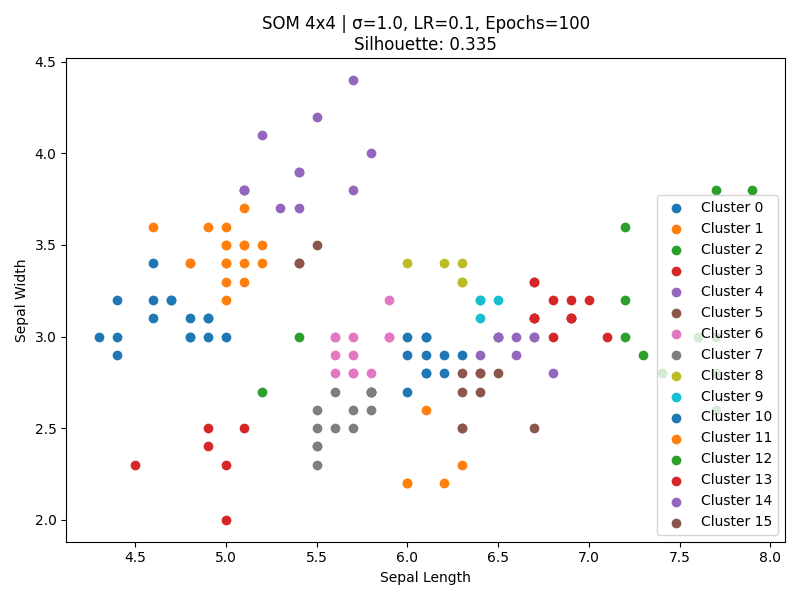 SOM 4x4 | σ=1.0, LR=0.1, Epochs=100
Silhouette: 0.335
4.5
4.0
3.5
3.0
2.5
2.0
Sepal Width
Cluster 0
Cluster 1
Cluster 2
Cluster 3
Cluster 4
Cluster 5
Cluster 6
Cluster 7
Cluster 8
Cluster 9
Cluster 10
Cluster 11
Cluster 12
Cluster 13
Cluster 14
Cluster 15
4.5 5.0 5.5 6.0 6.5 7.0 7.5 8.0
Sepal Length